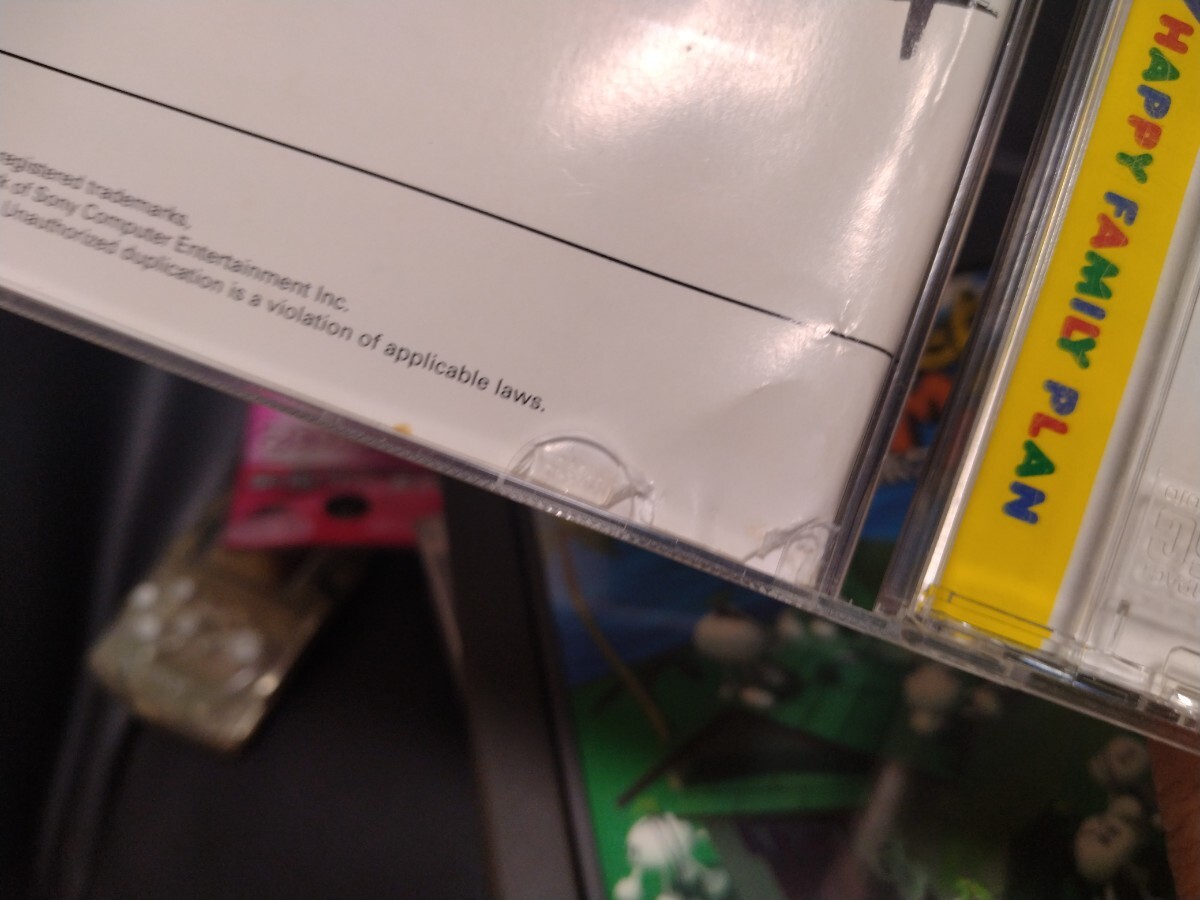 registered trademarks,
k of Sony Computer Entertainment Inc.
Unauthorized duplication is a violation of applicable laws.
HAPPY FAMILY PLAN